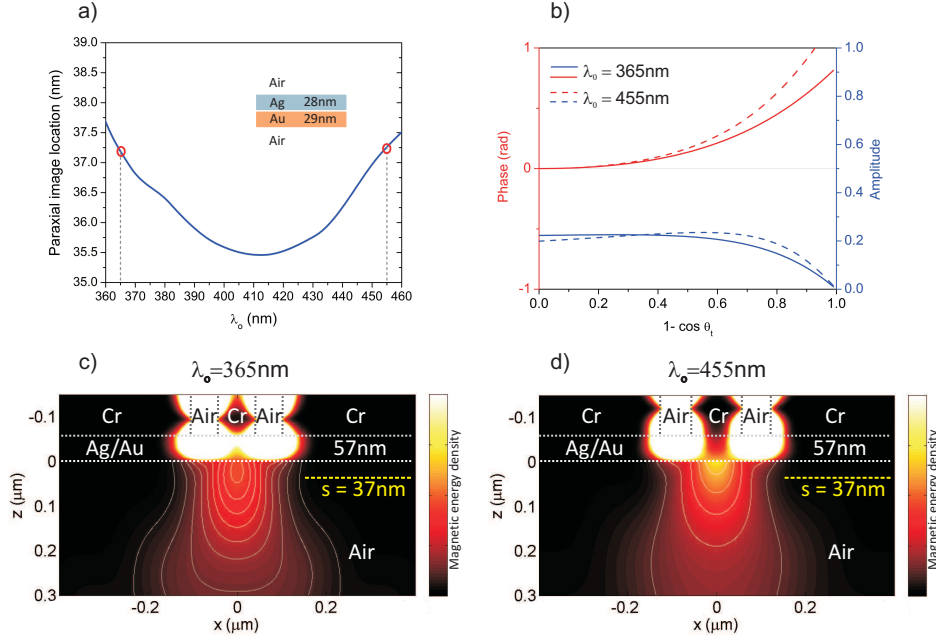 a)
Paraxial image location (nm)
39.0
38.5
38.0
37.5
37.0
36.5
36.0
35.5
35.0
360 370 380 390 400 410 420 430 440 450 460
λo (nm)
Air
Ag 28nm
Au 29nm
Air
b)
Phase (rad)
1
0
-1
λ0 = 365nm
λ0 = 455nm
1.0
0.8
0.6
0.4
0.2
0.0
Amplitude
0.0 0.2 0.4 0.6 0.8 1.0
1- cos θt
c)
λo=365nm
z (μm)
-0.1
0
0.1
0.2
0.3
Cr Air Cr Air Cr
Ag/Au 57nm
s = 37nm
Air
-0.2 0 0.2
x (μm)
Magnetic energy density
d)
λo=455nm
z (μm)
-0.1
0
0.1
0.2
0.3
Cr Air Cr Air Cr
Ag/Au 57nm
s = 37nm
Air
-0.2 0 0.2
x (μm)
Magnetic energy density